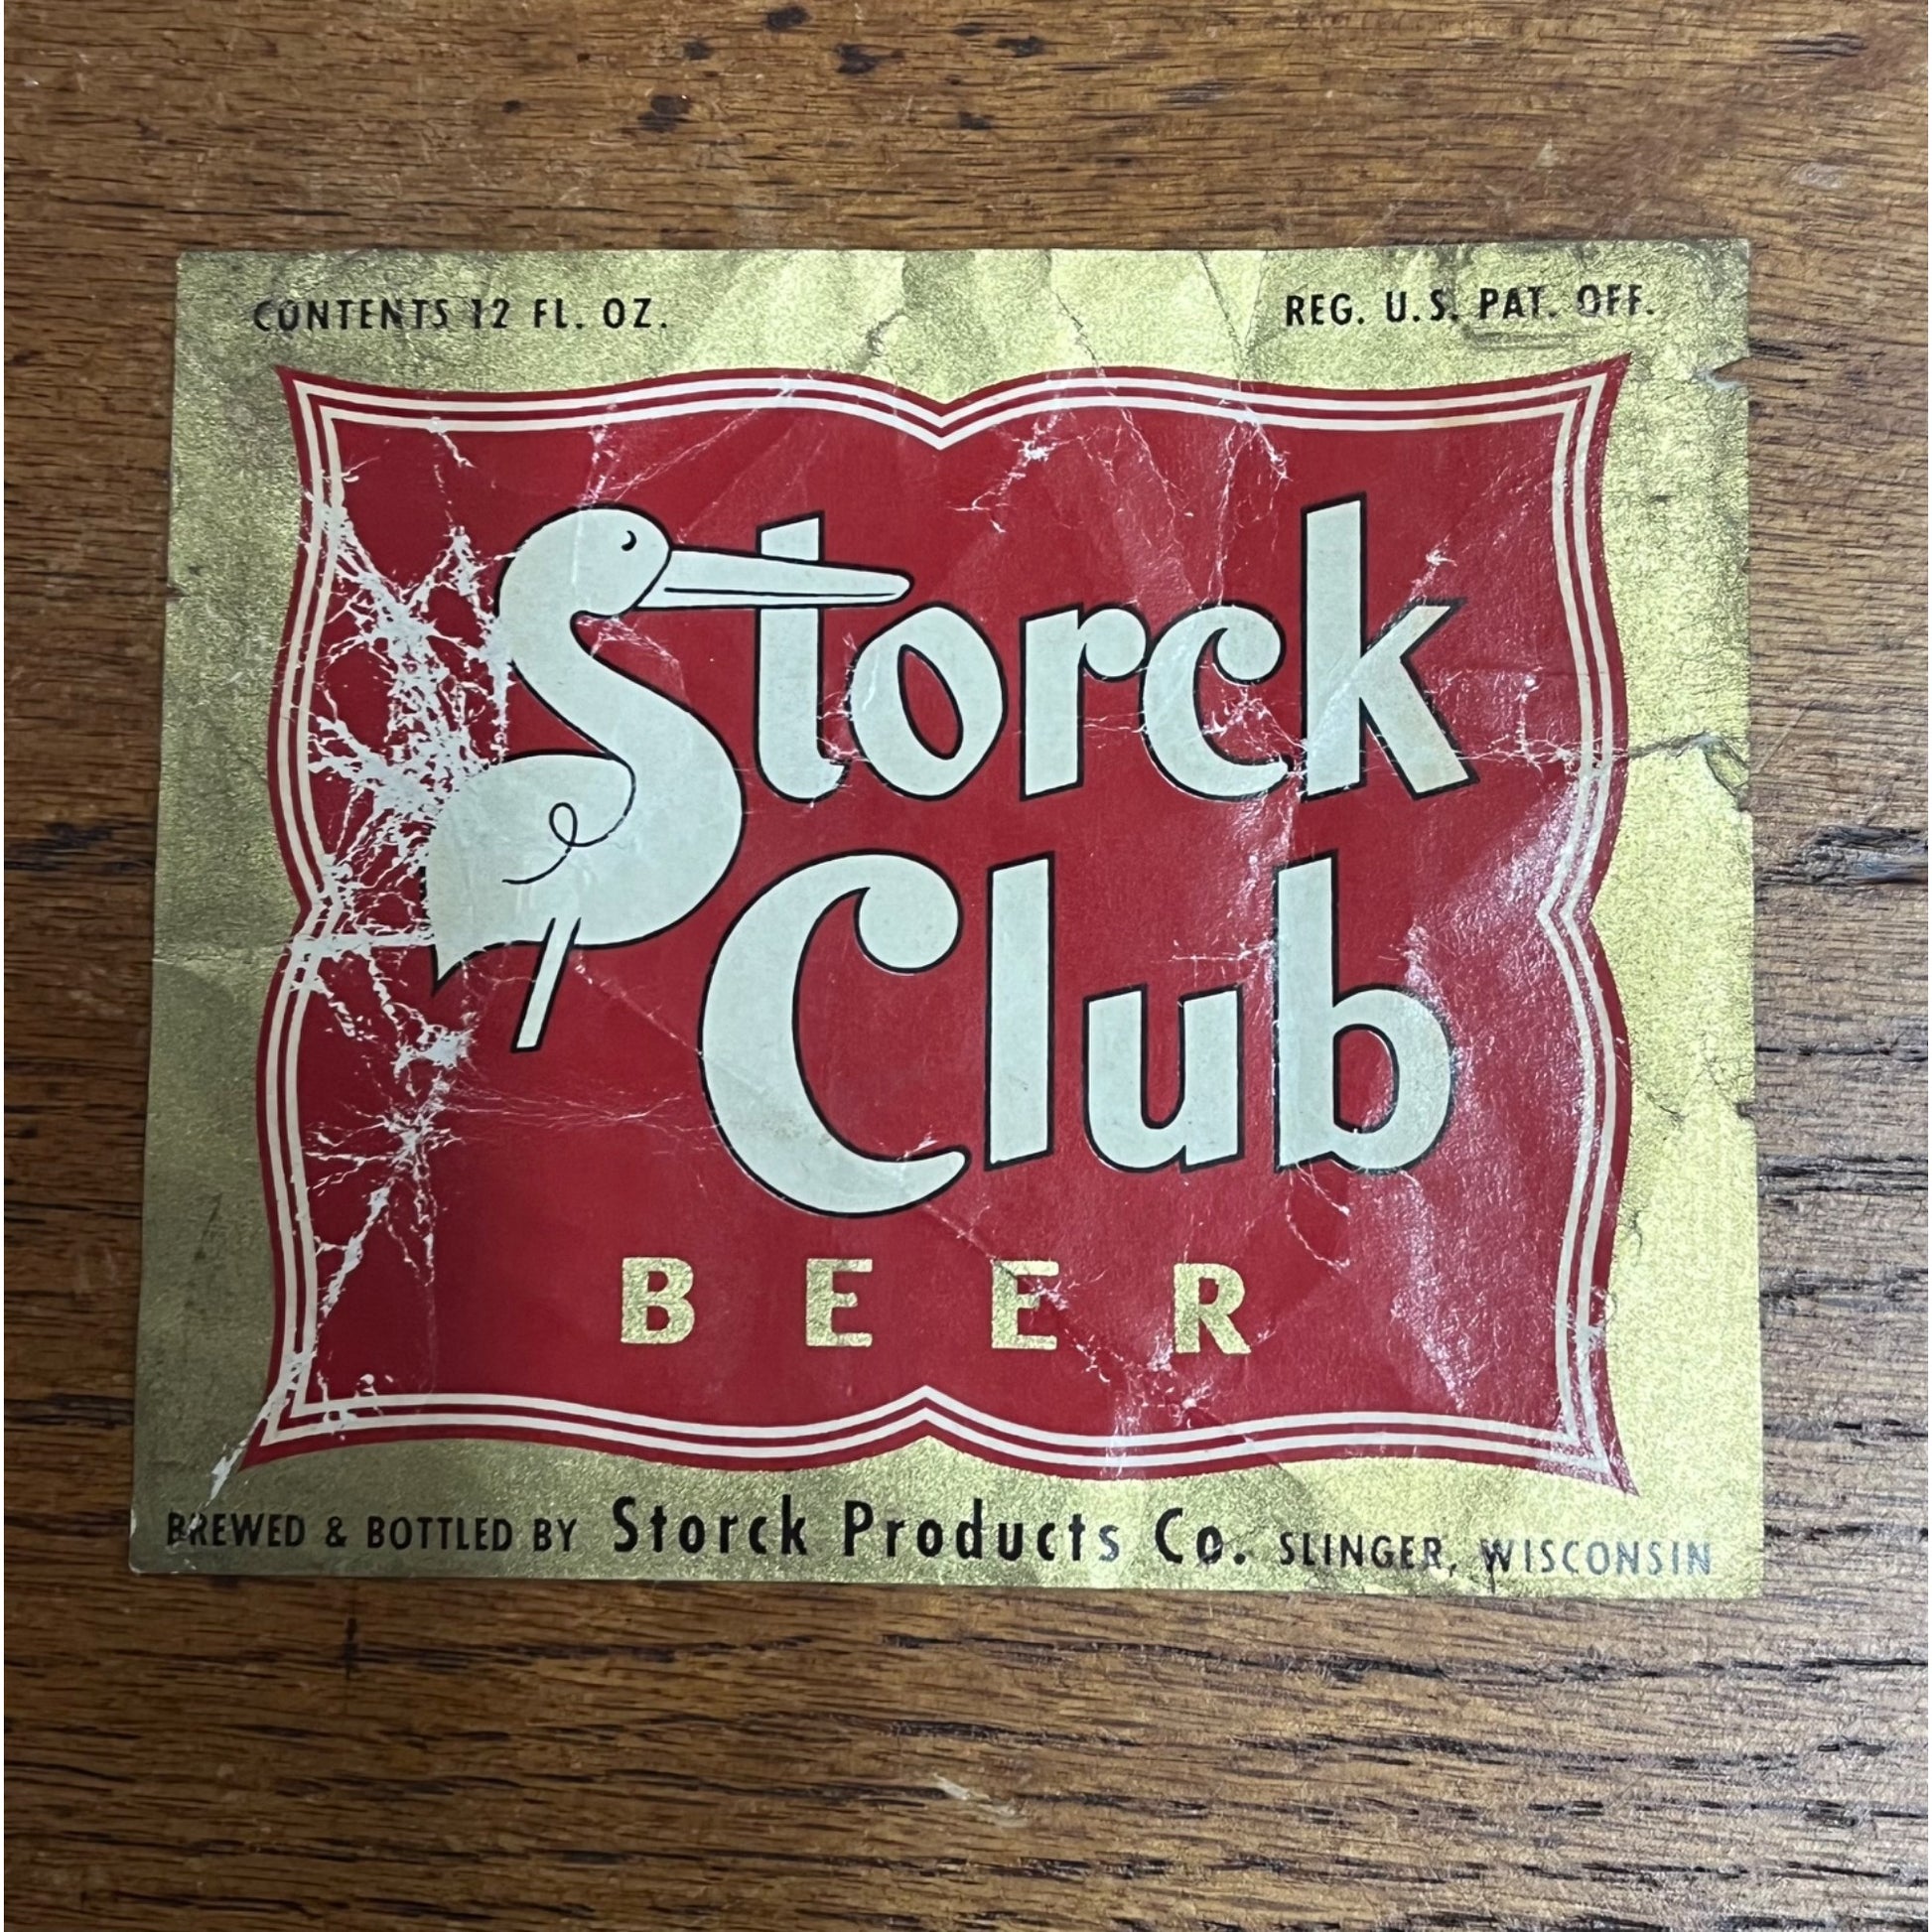 CONTENTS 12 FL. OZ.
REG. U.S. PAT. OFF.
Storck
Club
BEER
BREWED & BOTTLED BY Storck Products Co. SLINGER, WISCONSIN